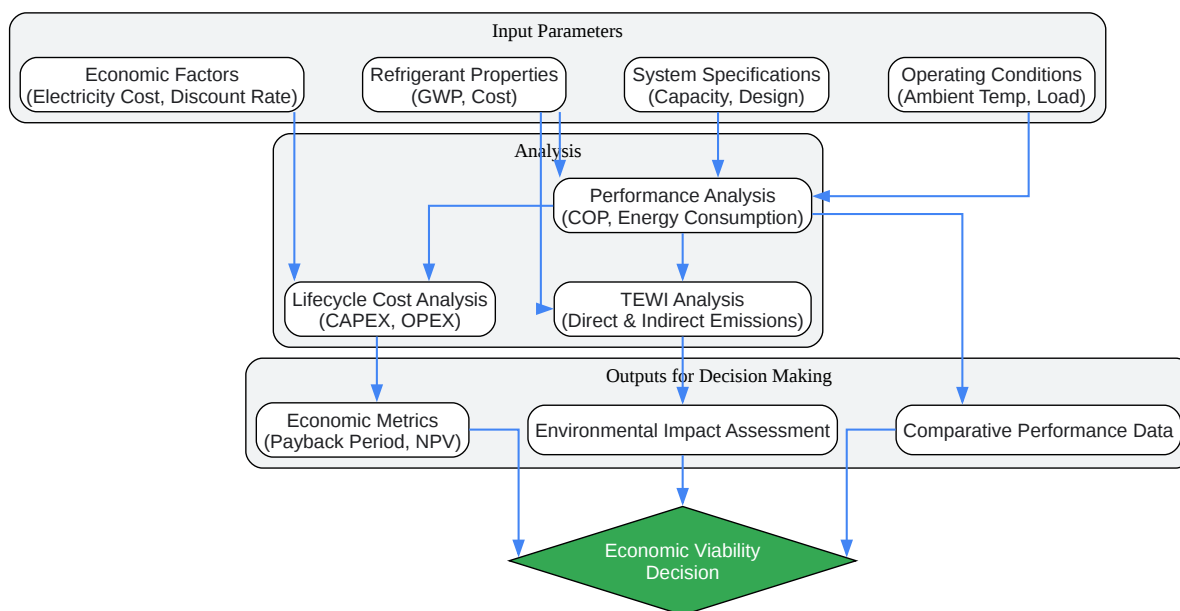 Input Parameters
Economic Factors
(Electricity Cost, Discount Rate)
Refrigerant Properties
(GWP, Cost)
System Specifications
(Capacity, Design)
Operating Conditions
(Ambient Temp, Load)
Analysis
Performance Analysis
(COP, Energy Consumption)
Lifecycle Cost Analysis
(CAPEX, OPEX)
TEWI Analysis
(Direct & Indirect Emissions)
Outputs for Decision Making
Economic Metrics
(Payback Period, NPV)
Environmental Impact Assessment
Comparative Performance Data
Economic Viability
Decision